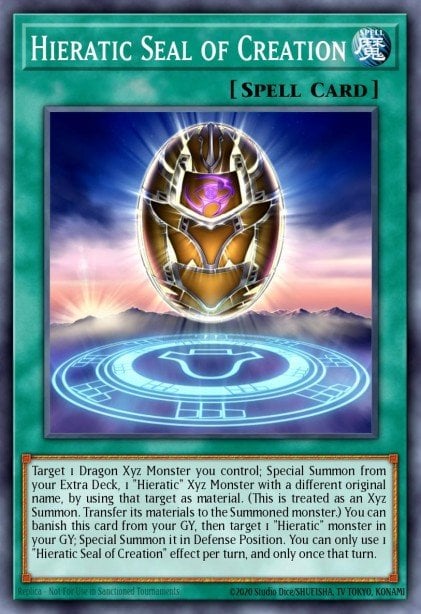 Hieratic Seal of Creation
SPELL
魔
[Spell Card]
Target 1 Dragon Xyz Monster you control; Special Summon from
your Extra Deck, 1 "Hieratic" Xyz Monster with a different original
name, by using that target as material. (This is treated as an Xyz
Summon. Transfer its materials to the Summoned monster.) You can
banish this card from your GY, then target 1 "Hieratic" monster in
your GY; Special Summon it in Defense Position. You can only use 1
"Hieratic Seal of Creation" effect per turn, and only once that turn.
Replica - Not For Use in Sanctioned Tournaments
©2020 Studio Dice/SHUEISHA, TV TOKYO, KONAMI